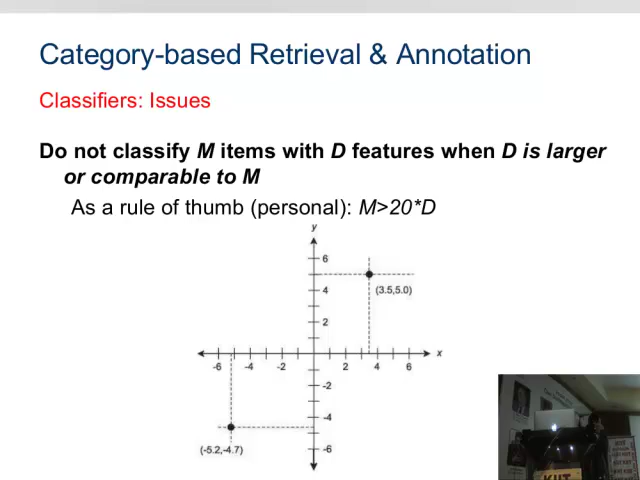 Category-based Retrieval & Annotation
Classifiers: Issues
Do not classify M items with D features when D is larger
or comparable to M
As a rule of thumb (personal): M>20*D
y
6
(3.5,5.0)
4
2
x
-6 -4 -2 2 4 6
-2
-4
(-5.2,-4.7)
-6
KIIT